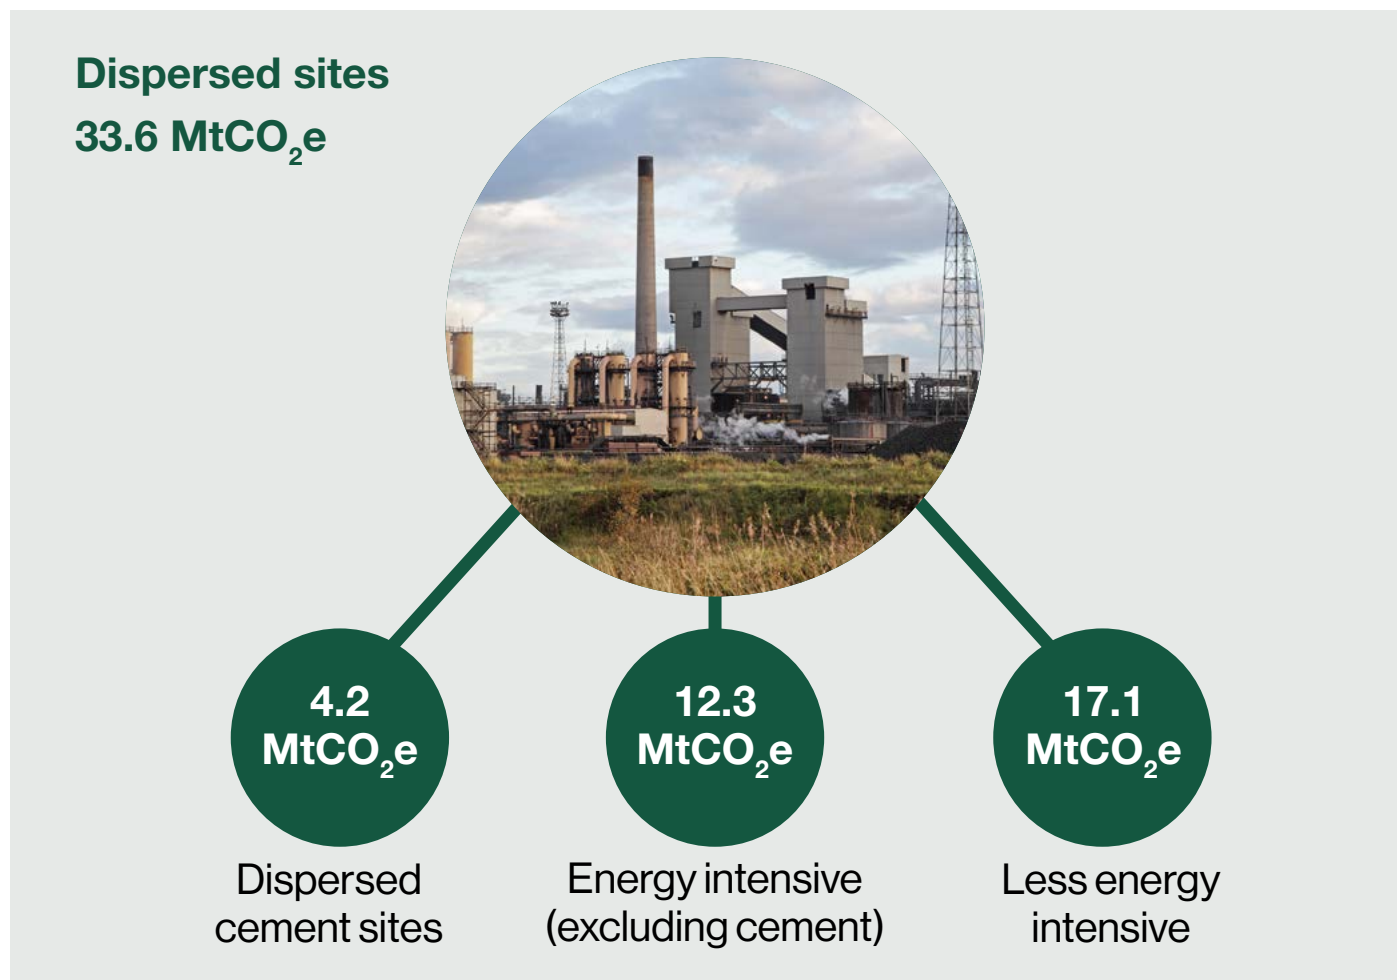 Dispersed sites
33.6 MtCO₂e
4.2
MtCO₂e
Dispersed
cement sites
12.3
MtCO₂e
Energy intensive
(excluding cement)
17.1
MtCO₂e
Less energy
intensive